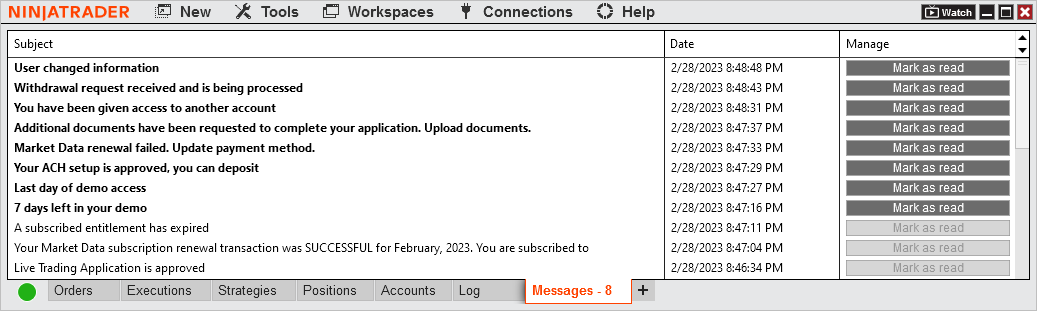 NINJATRADER New Tools Workspaces Connections Help Watch
Subject Date Manage
User changed information 2/28/2023 8:48:48 PM Mark as read
Withdrawal request received and is being processed 2/28/2023 8:48:43 PM Mark as read
You have been given access to another account 2/28/2023 8:48:31 PM Mark as read
Additional documents have been requested to complete your application. Upload documents. 2/28/2023 8:47:37 PM Mark as read
Market Data renewal failed. Update payment method. 2/28/2023 8:47:33 PM Mark as read
Your ACH setup is approved, you can deposit 2/28/2023 8:47:29 PM Mark as read
Last day of demo access 2/28/2023 8:47:27 PM Mark as read
7 days left in your demo 2/28/2023 8:47:16 PM Mark as read
A subscribed entitlement has expired 2/28/2023 8:47:11 PM Mark as read
Your Market Data subscription renewal transaction was SUCCESSFUL for February, 2023. You are subscribed to 2/28/2023 8:47:04 PM Mark as read
Live Trading Application is approved 2/28/2023 8:46:34 PM Mark as read
Orders Executions Strategies Positions Accounts Log Messages - 8 +